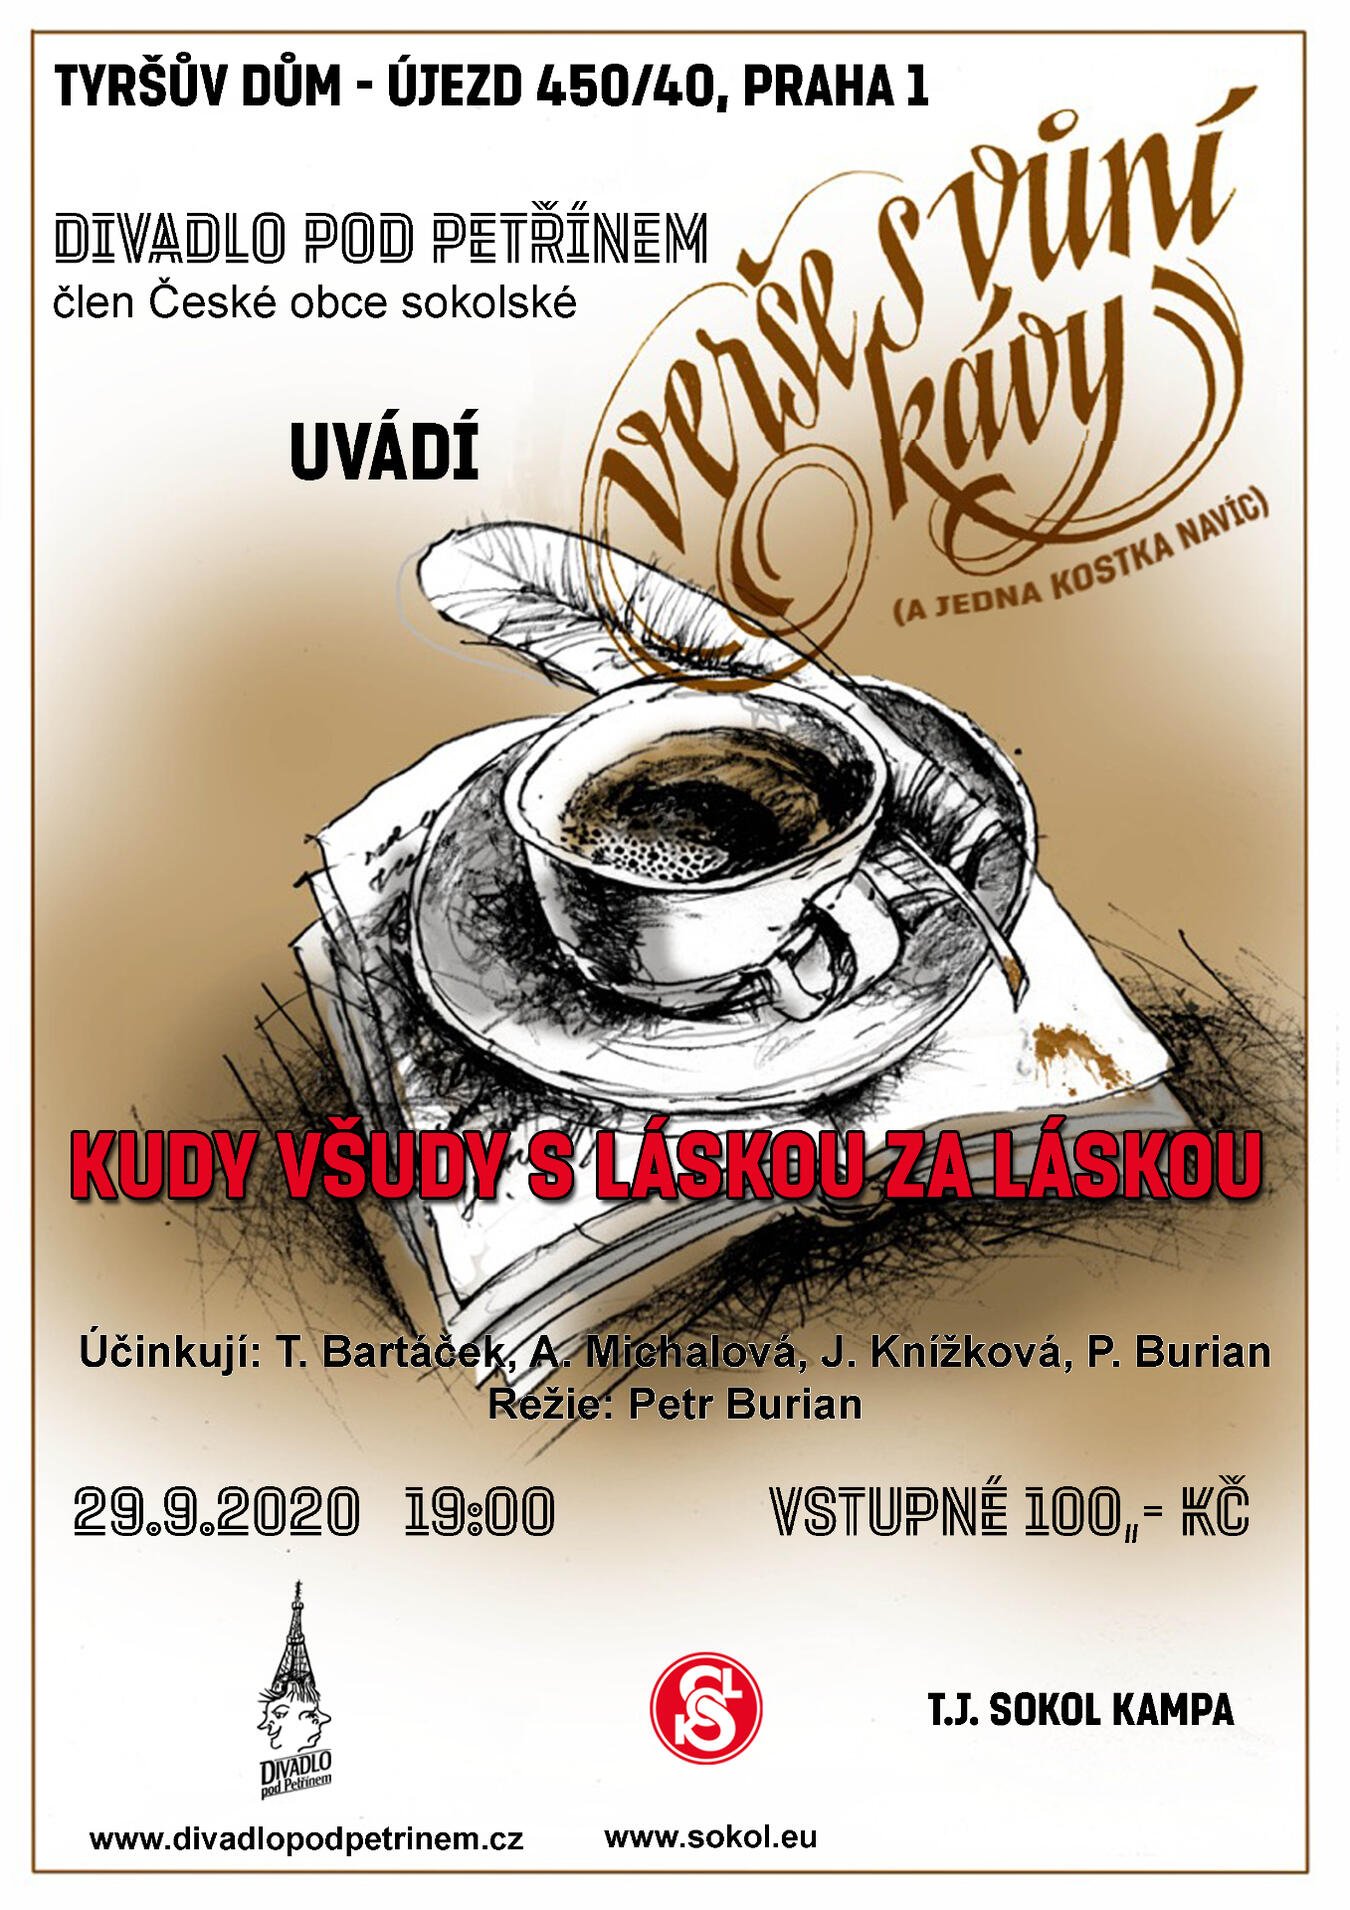 TYRŠŮV DŮM - ÚJEZD 450/40, PRAHA 1
DIVADLO POD PETŘÍNEM
člen České obce sokolské
verše s vůní
kávy
(A JEDNA KOSTKA NAVÍC)
UVÁDÍ
KUDY VŠUDY S LÁSKOU ZA LÁSKOU
Účinkují: T. Bartáček, A. Michalová, J. Knížková, P. Burian
Režie: Petr Burian
29.9.2020 19:00
VSTUPNÉ 100,,- KČ
DIVADLO
pod Petřínem
SOKOL
T.J. SOKOL KAMPA
www.divadlopodpetrinem.cz
www.sokol.eu